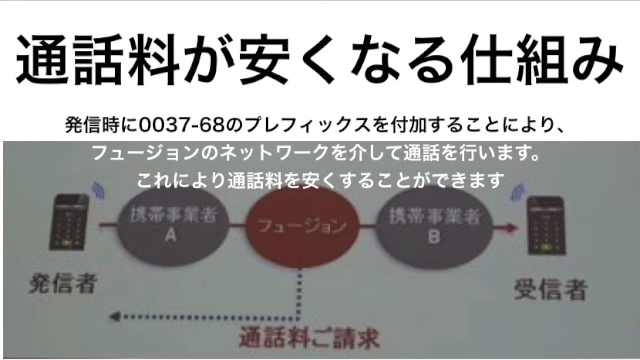 通話料が安くなる仕組み
発信時に0037-68のプレフィックスを付加することにより、
フュージョンのネットワークを介して通話を行います。
これにより通話料を安くすることができます
携帯事業者
A
フュージョン
携帯事業者
B
発信者
受信者
通話料ご請求